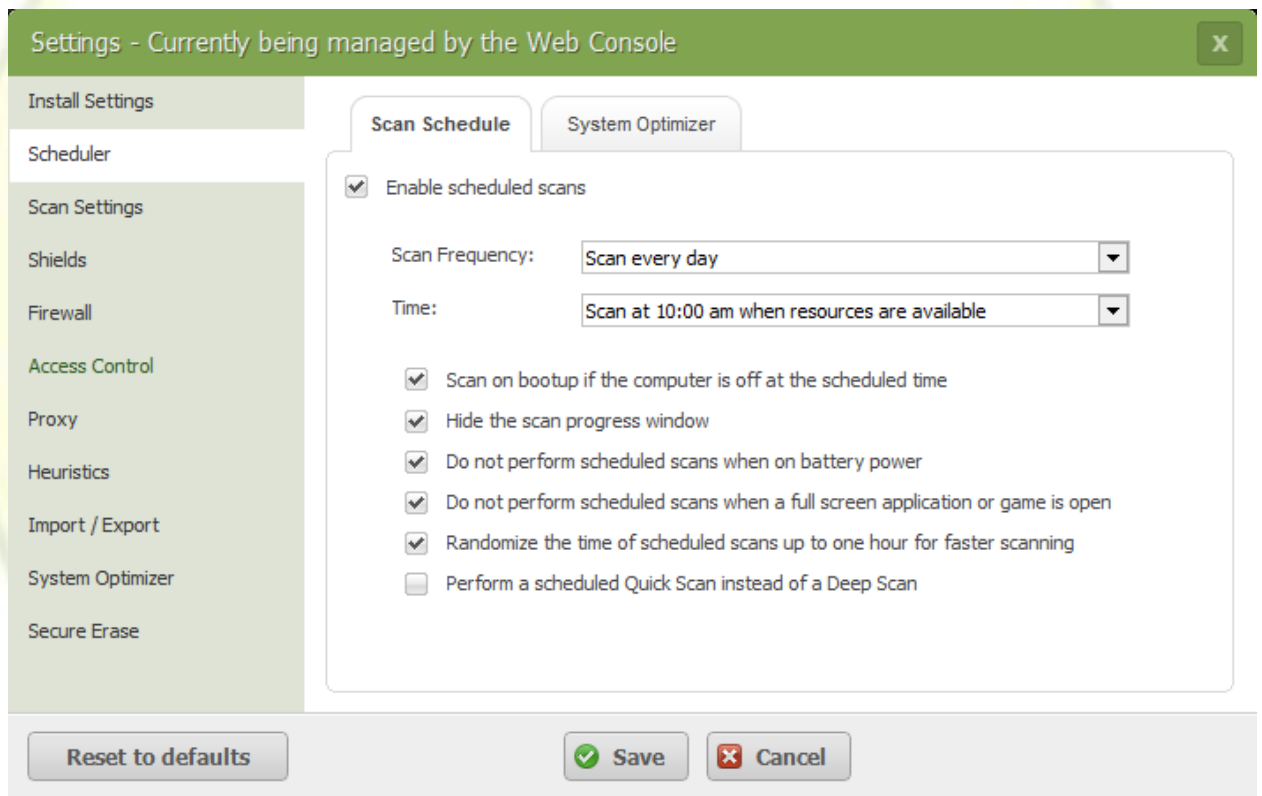 Settings - Currently being managed by the Web Console
x
Install Settings
Scheduler
Scan Settings
Shields
Firewall
Access Control
Proxy
Heuristics
Import / Export
System Optimizer
Secure Erase
Scan Schedule
System Optimizer
Enable scheduled scans
Scan Frequency: Scan every day
Time: Scan at 10:00 am when resources are available
Scan on bootup if the computer is off at the scheduled time
Hide the scan progress window
Do not perform scheduled scans when on battery power
Do not perform scheduled scans when a full screen application or game is open
Randomize the time of scheduled scans up to one hour for faster scanning
Perform a scheduled Quick Scan instead of a Deep Scan
Reset to defaults
Save
Cancel